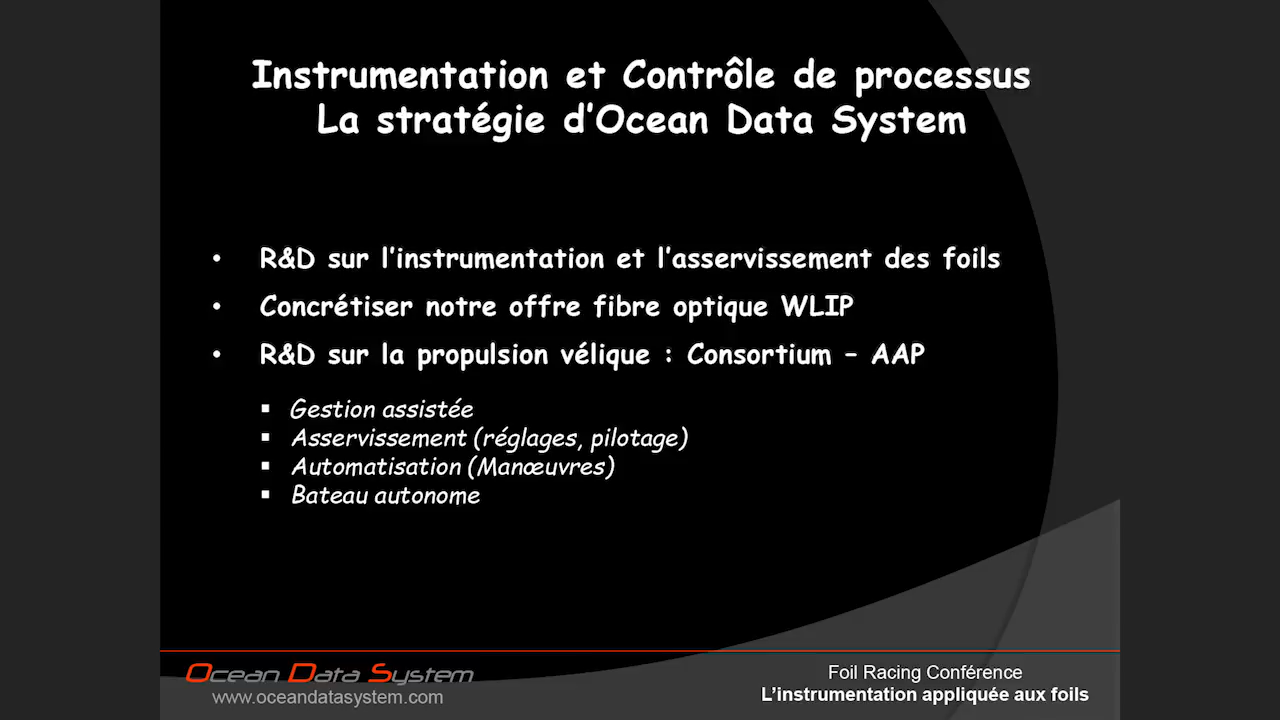 Instrumentation et Contrôle de processus
La stratégie d'Ocean Data System
• R&D sur l'instrumentation et l'asservissement des foils
• Concrétiser notre offre fibre optique WLIP
• R&D sur la propulsion vélique : Consortium – AAP
▪ Gestion assistée
▪ Asservissement (réglages, pilotage)
▪ Automatisation (Manœuvres)
▪ Bateau autonome
Ocean Data System
www.oceandatasystem.com
Foil Racing Conférence
L'instrumentation appliquée aux foils